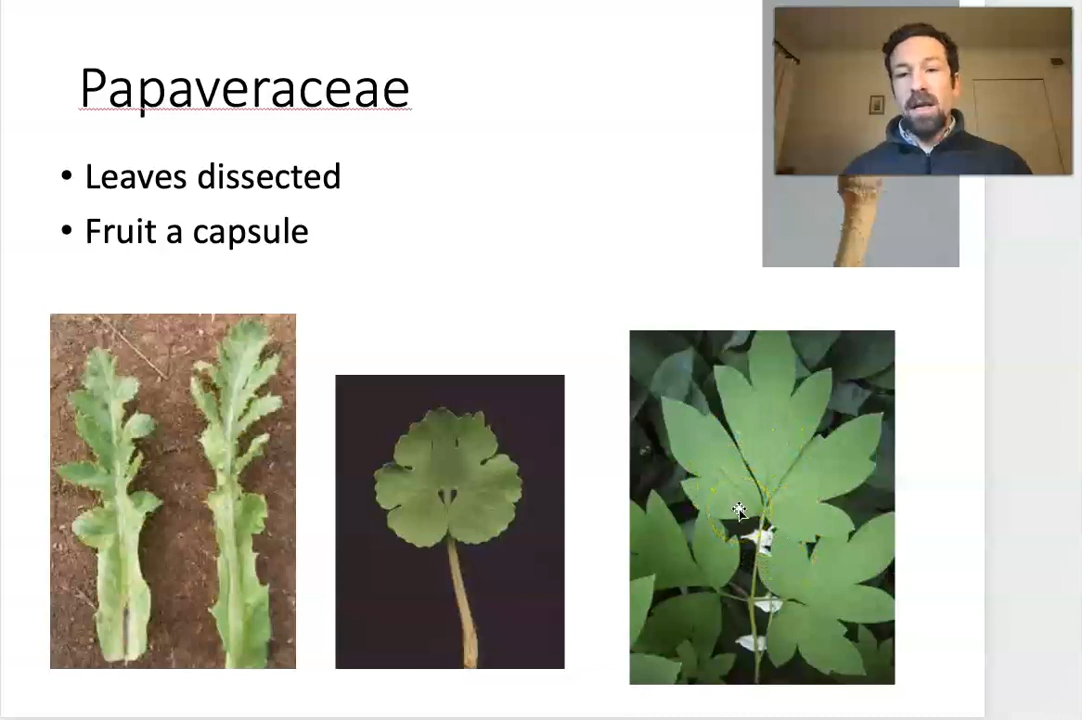 Papaveraceae
• Leaves dissected
• Fruit a capsule